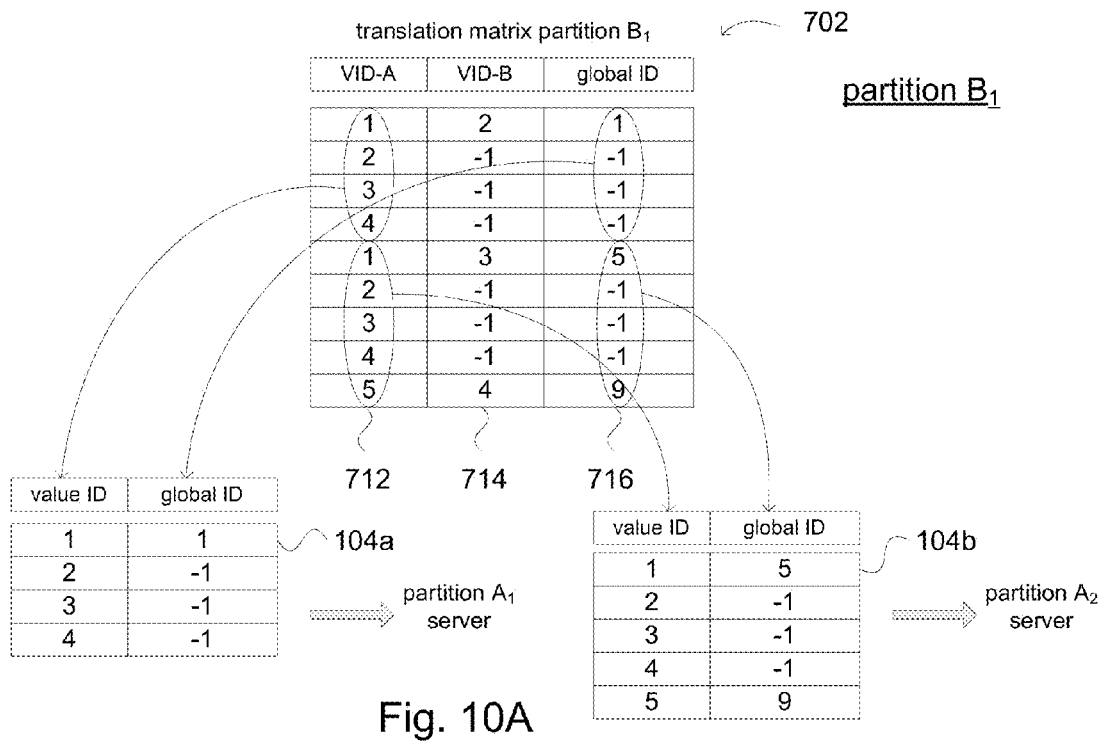 translation matrix partition B1
702
VID-A VID-B global ID
partition B1
1 2 1
2 -1 -1
3 -1 -1
4 -1 -1
1 3 5
2 -1 -1
3 -1 -1
4 -1 -1
5 4 9
712 714 716
value ID global ID
1 1
2 -1
3 -1
4 -1
104a
partition A1
server
value ID global ID
1 5
2 -1
3 -1
4 -1
5 9
104b
partition A2
server
Fig. 10A